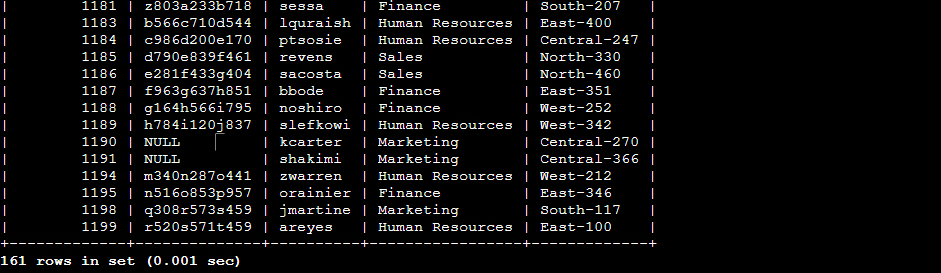 |        1181 | z803a233b718 | sessa    | Finance         | South-207   |
|        1183 | b566c710d544 | lquraish | Human Resources | East-400    |
|        1184 | c986d200e170 | ptsosie  | Human Resources | Central-247 |
|        1185 | d790e839f461 | revens   | Sales           | North-330   |
|        1186 | e281f433g404 | sacosta  | Sales           | North-460   |
|        1187 | f963g637h851 | bbode    | Finance         | East-351    |
|        1188 | g164h566i795 | noshiro  | Finance         | West-252    |
|        1189 | h784i120j837 | slefkowi | Human Resources | West-342    |
|        1190 | NULL         | kcarter  | Marketing       | Central-270 |
|        1191 | NULL         | shakimi  | Marketing       | Central-366 |
|        1194 | m340n287o441 | zwarren  | Human Resources | West-212    |
|        1195 | n516o853p957 | orainier | Finance         | East-346    |
|        1198 | q308r573s459 | jmartine | Marketing       | South-117   |
|        1199 | r520s571t459 | areyes   | Human Resources | East-100    |
+-------------+--------------+----------+-----------------+-------------+
161 rows in set (0.001 sec)